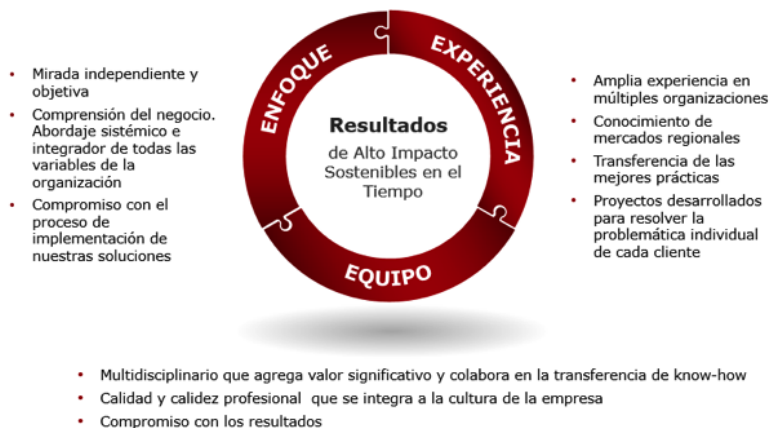 ENFOQUE
EXPERIENCIA
EQUIPO
Resultados
de Alto Impacto
Sostenibles en el
Tiempo
• Mirada independiente y
objetiva
• Comprensión del negocio.
Abordaje sistémico e
integrador de todas las
variables de la
organización
• Compromiso con el
proceso de
implementación de
nuestras soluciones
• Amplia experiencia en
múltiples organizaciones
• Conocimiento de
mercados regionales
• Transferencia de las
mejores prácticas
• Proyectos desarrollados
para resolver la
problemática individual
de cada cliente
• Multidisciplinario que agrega valor significativo y colabora en la transferencia de know-how
• Calidad y calidez profesional que se integra a la cultura de la empresa
• Compromiso con los resultados